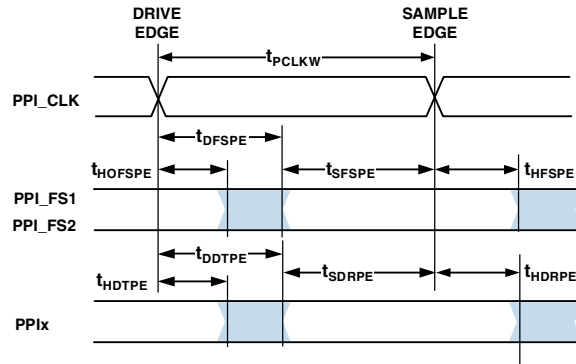 DRIVE EDGE
SAMPLE EDGE
tPCLKW
PPI_CLK
tDFSPE
tHOFSPE
tSFSPE
tHFSPE
PPI_FS1
PPI_FS2
tDDTPE
tHDTPE
tSDRPE
tHDRPE
PPIx